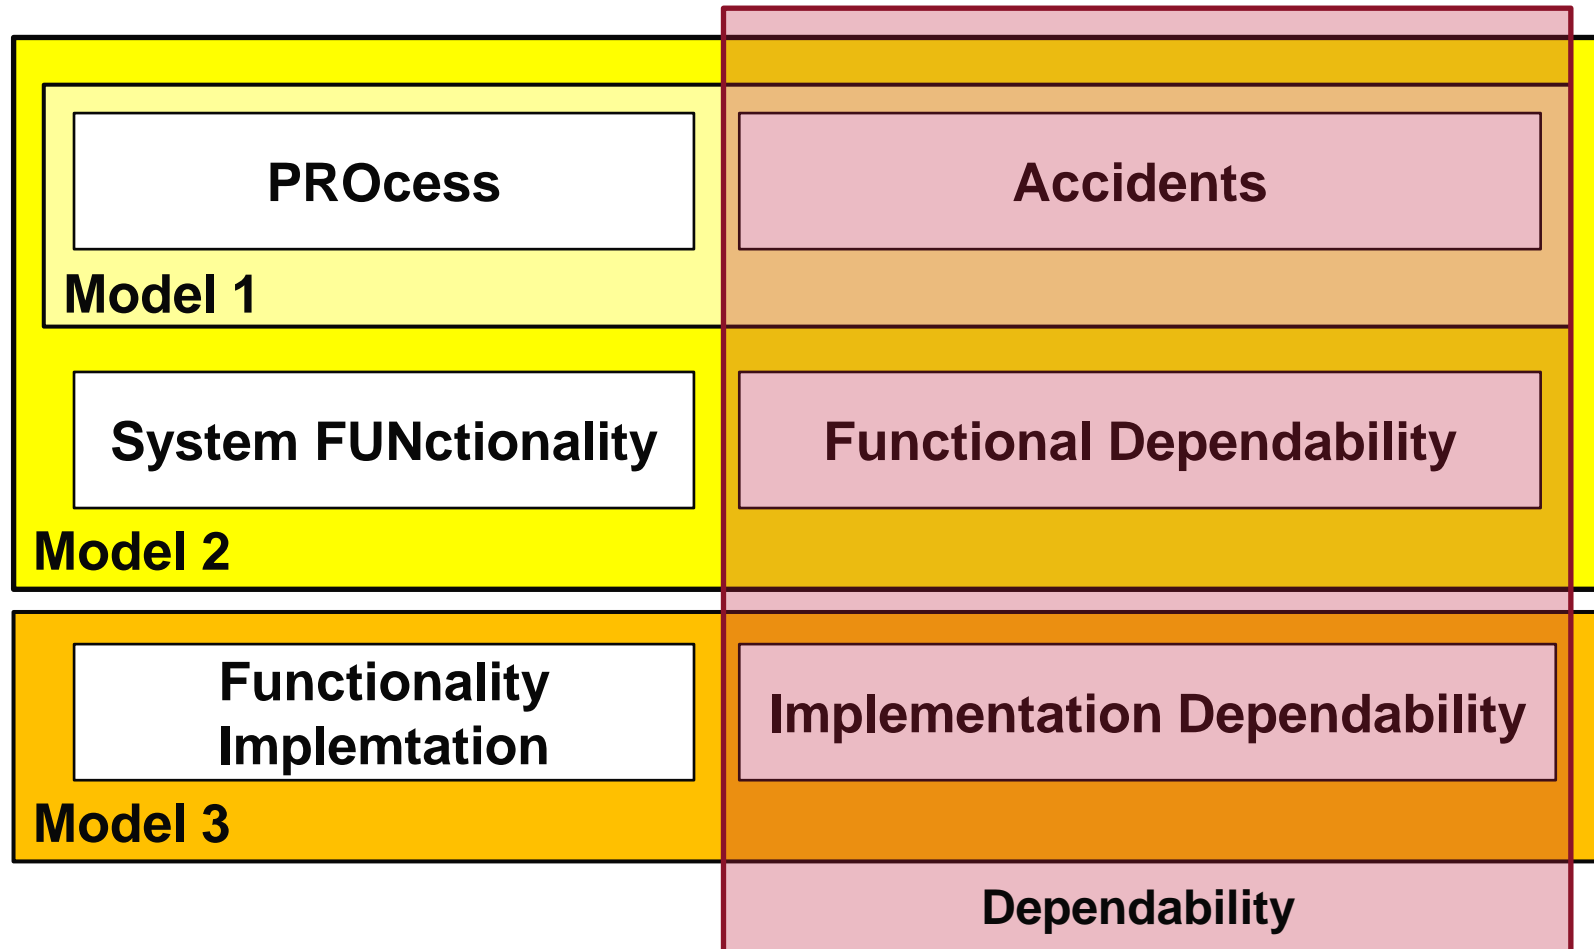 PROcess
Accidents
Model 1
System FUNctionality
Functional Dependability
Model 2
Functionality
Implemtation
Implementation Dependability
Model 3
Dependability